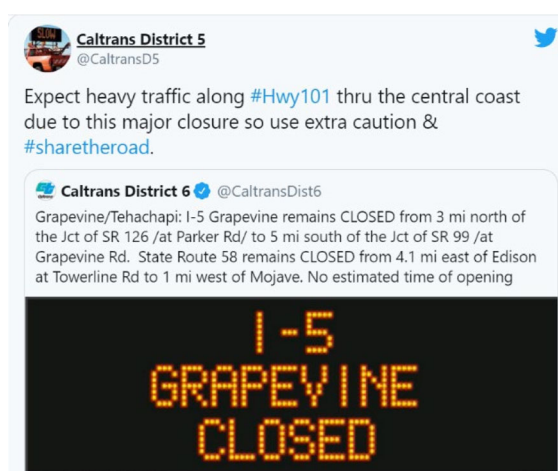 SLOW
Caltrans District 5
@CaltransD5
Expect heavy traffic along #Hwy101 thru the central coast
due to this major closure so use extra caution &
#sharetheroad.
Caltrans District 6 @CaltransDist6
Grapevine/Tehachapi: I-5 Grapevine remains CLOSED from 3 mi north of
the Jct of SR 126 /at Parker Rd/ to 5 mi south of the Jct of SR 99 /at
Grapevine Rd.  State Route 58 remains CLOSED from 4.1 mi east of Edison
at Towerline Rd to 1 mi west of Mojave. No estimated time of opening
I-5
GRAPEVINE
CLOSED